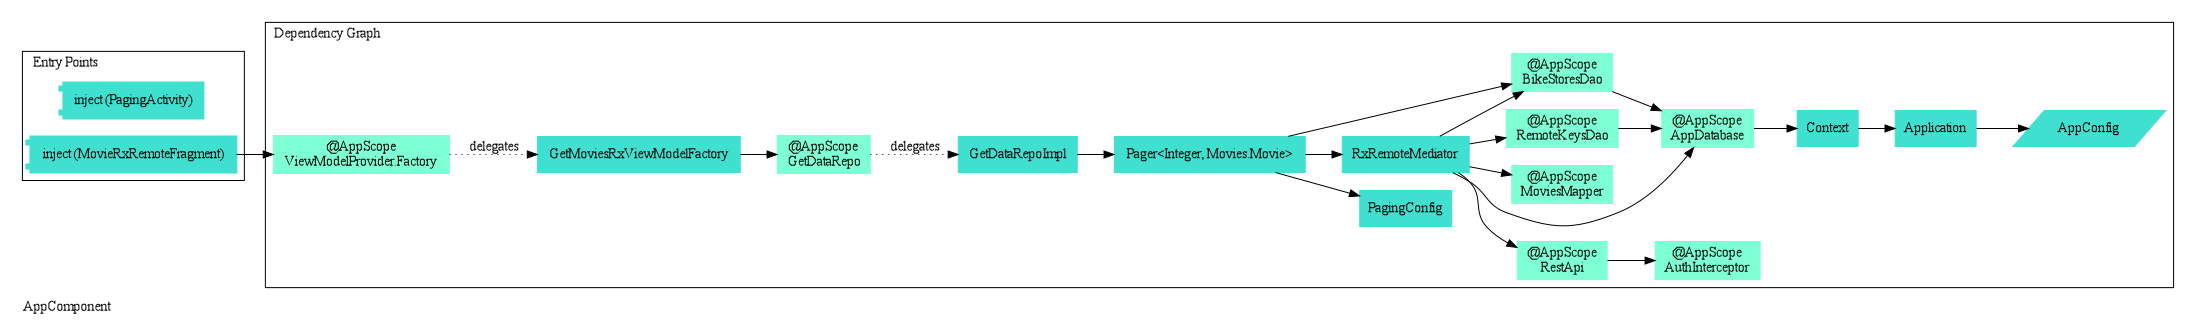 Dependency Graph
Entry Points
inject (PagingActivity)
inject (MovieRxRemoteFragment)
@AppScope
ViewModelProvider.Factory
delegates
GetMoviesRxViewModelFactory
@AppScope
GetDataRepo
delegates
GetDataRepoImpl
Pager<Integer, Movies.Movie>
RxRemoteMediator
PagingConfig
@AppScope
BikeStoresDao
@AppScope
RemoteKeysDao
@AppScope
MoviesMapper
@AppScope
RestApi
@AppScope
AppDatabase
@AppScope
AuthInterceptor
Context
Application
AppConfig
AppComponent